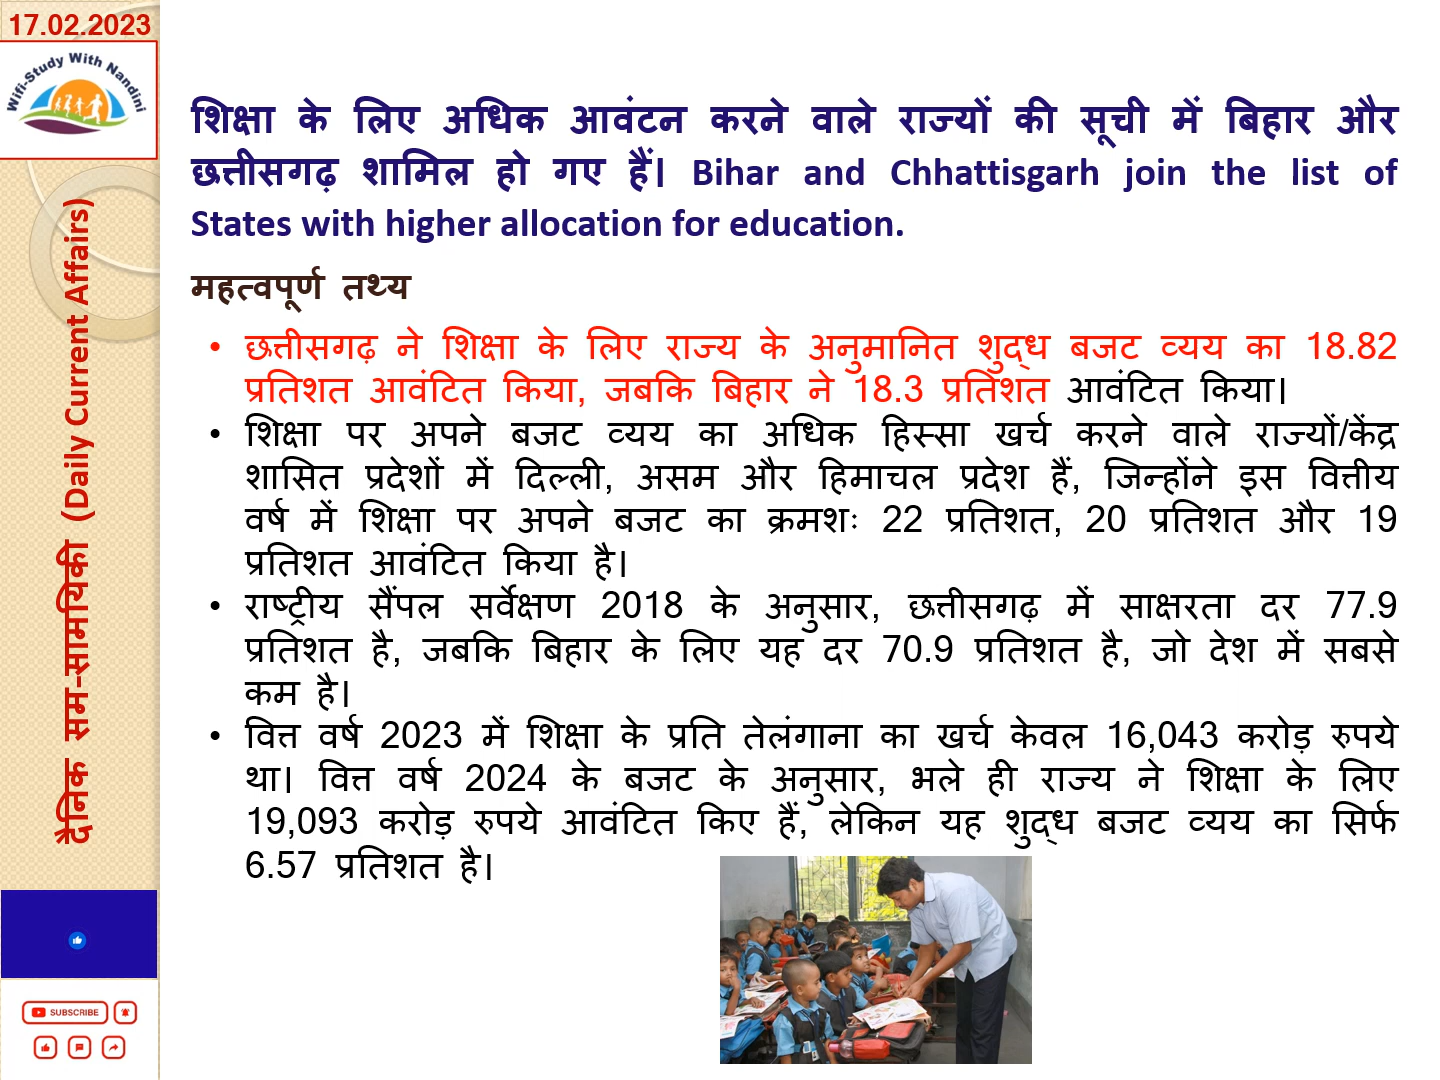 17.02.2023
Wifi-Study With Nandini
दैनिक सम-सामयिकी (Daily Current Affairs)
SUBSCRIBE
शिक्षा के लिए अधिक आवंटन करने वाले राज्यों की सूची में बिहार और
छत्तीसगढ़ शामिल हो गए हैं। Bihar and Chhattisgarh join the list of
States with higher allocation for education.
महत्वपूर्ण तथ्य
• छत्तीसगढ़ ने शिक्षा के लिए राज्य के अनुमानित शुद्ध बजट व्यय का 18.82
प्रतिशत आवंटित किया, जबकि बिहार ने 18.3 प्रतिशत आवंटित किया।
• शिक्षा पर अपने बजट व्यय का अधिक हिस्सा खर्च करने वाले राज्यों/केंद्र
शासित प्रदेशों में दिल्ली, असम और हिमाचल प्रदेश हैं, जिन्होंने इस वित्तीय
वर्ष में शिक्षा पर अपने बजट का क्रमशः 22 प्रतिशत, 20 प्रतिशत और 19
प्रतिशत आवंटित किया है।
• राष्ट्रीय सैंपल सर्वेक्षण 2018 के अनुसार, छत्तीसगढ़ में साक्षरता दर 77.9
प्रतिशत है, जबकि बिहार के लिए यह दर 70.9 प्रतिशत है, जो देश में सबसे
कम है।
• वित्त वर्ष 2023 में शिक्षा के प्रति तेलंगाना का खर्च केवल 16,043 करोड़ रुपये
था। वित्त वर्ष 2024 के बजट के अनुसार, भले ही राज्य ने शिक्षा के लिए
19,093 करोड़ रुपये आवंटित किए हैं, लेकिन यह शुद्ध बजट व्यय का सिर्फ
6.57 प्रतिशत है।